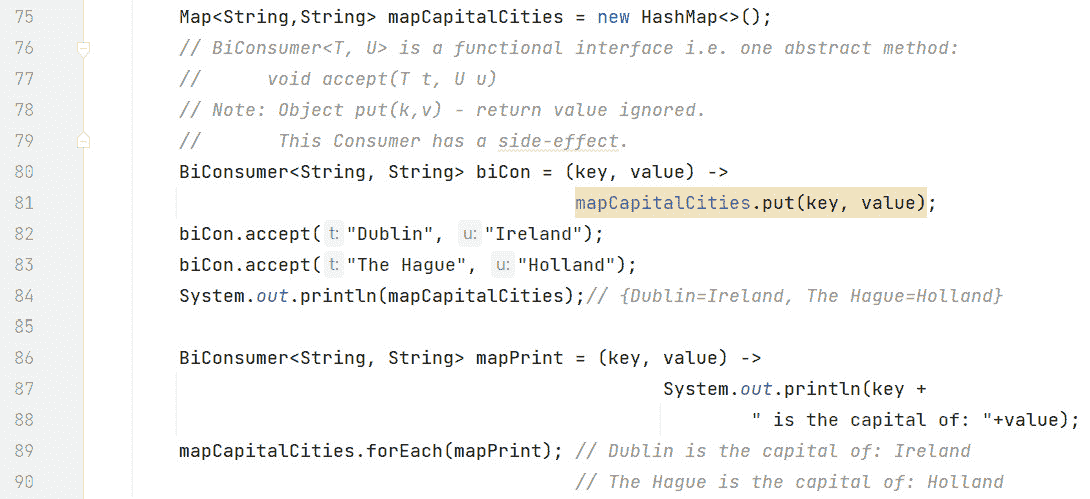 75 Map<String,String> mapCapitalCities = new HashMap<>();
76 // BiConsumer<T, U> is a functional interface i.e. one abstract method:
77 //      void accept(T t, U u)
78 // Note: Object put(k,v) - return value ignored.
79 //       This Consumer has a side-effect.
80 BiConsumer<String, String> biCon = (key, value) ->
81 mapCapitalCities.put(key, value);
82 biCon.accept( t: "Dublin", u: "Ireland");
83 biCon.accept( t: "The Hague", u: "Holland");
84 System.out.println(mapCapitalCities);// {Dublin=Ireland, The Hague=Holland}
85
86 BiConsumer<String, String> mapPrint = (key, value) ->
87 System.out.println(key +
88 " is the capital of: "+value);
89 mapCapitalCities.forEach(mapPrint); // Dublin is the capital of: Ireland
90 // The Hague is the capital of: Holland